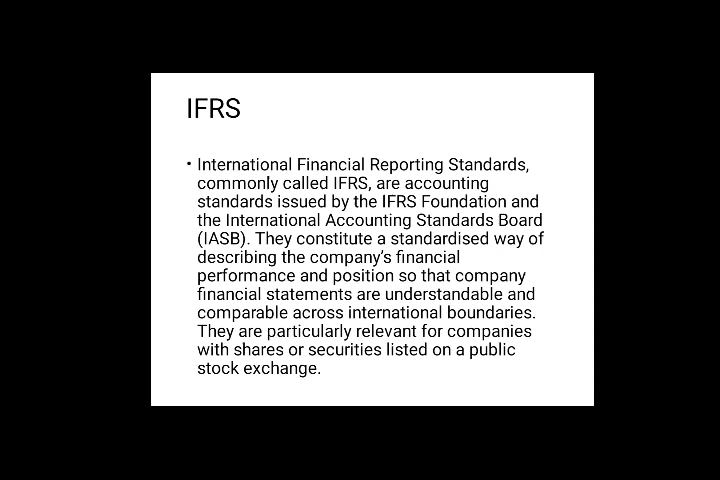 IFRS
• International Financial Reporting Standards,
commonly called IFRS, are accounting
standards issued by the IFRS Foundation and
the International Accounting Standards Board
(IASB). They constitute a standardised way of
describing the company's financial
performance and position so that company
financial statements are understandable and
comparable across international boundaries.
They are particularly relevant for companies
with shares or securities listed on a public
stock exchange.